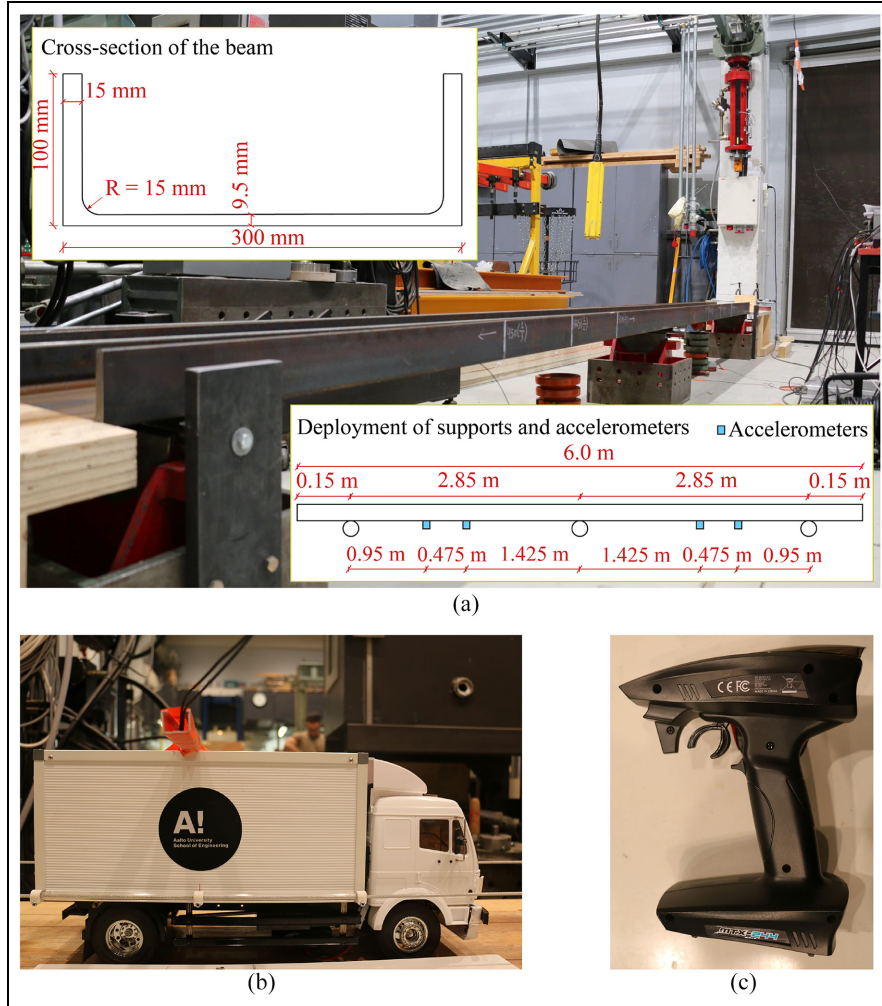 Cross-section of the beam
15 mm
100 mm
R = 15 mm
9.5 mm
300 mm
Deployment of supports and accelerometers
Accelerometers
6.0 m
0.15 m 2.85 m 2.85 m 0.15 m
0.95 m 0.475 m 1.425 m 1.425 m 0.475 m 0.95 m
(a)
A!
Aalto University
School of Engineering
CE FC
MTX-244
(b) (c)